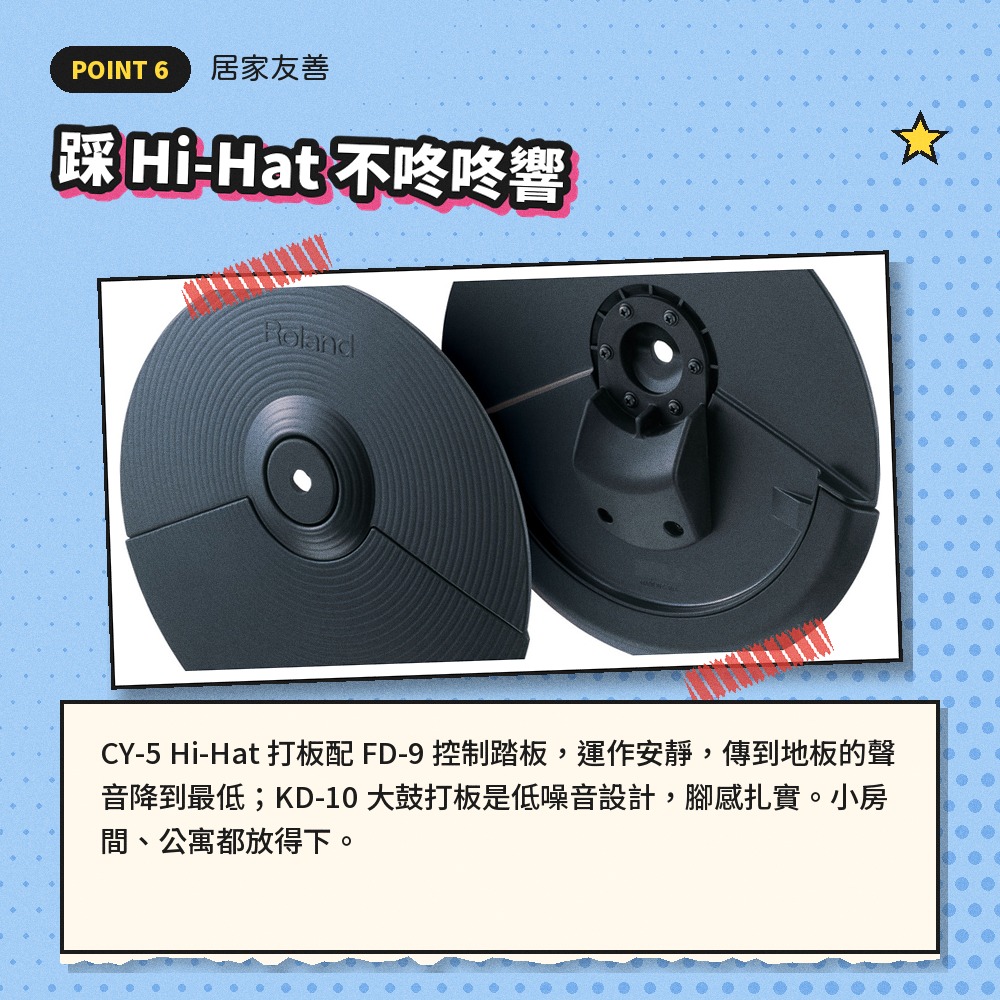 POINT 6
居家友善
踩 Hi-Hat 不咚咚響
Roland
CY-5 Hi-Hat 打板配 FD-9 控制踏板，運作安靜，傳到地板的聲
音降到最低；KD-10 大鼓打板是低噪音設計，腳感扎實。小房
間、公寓都放得下。